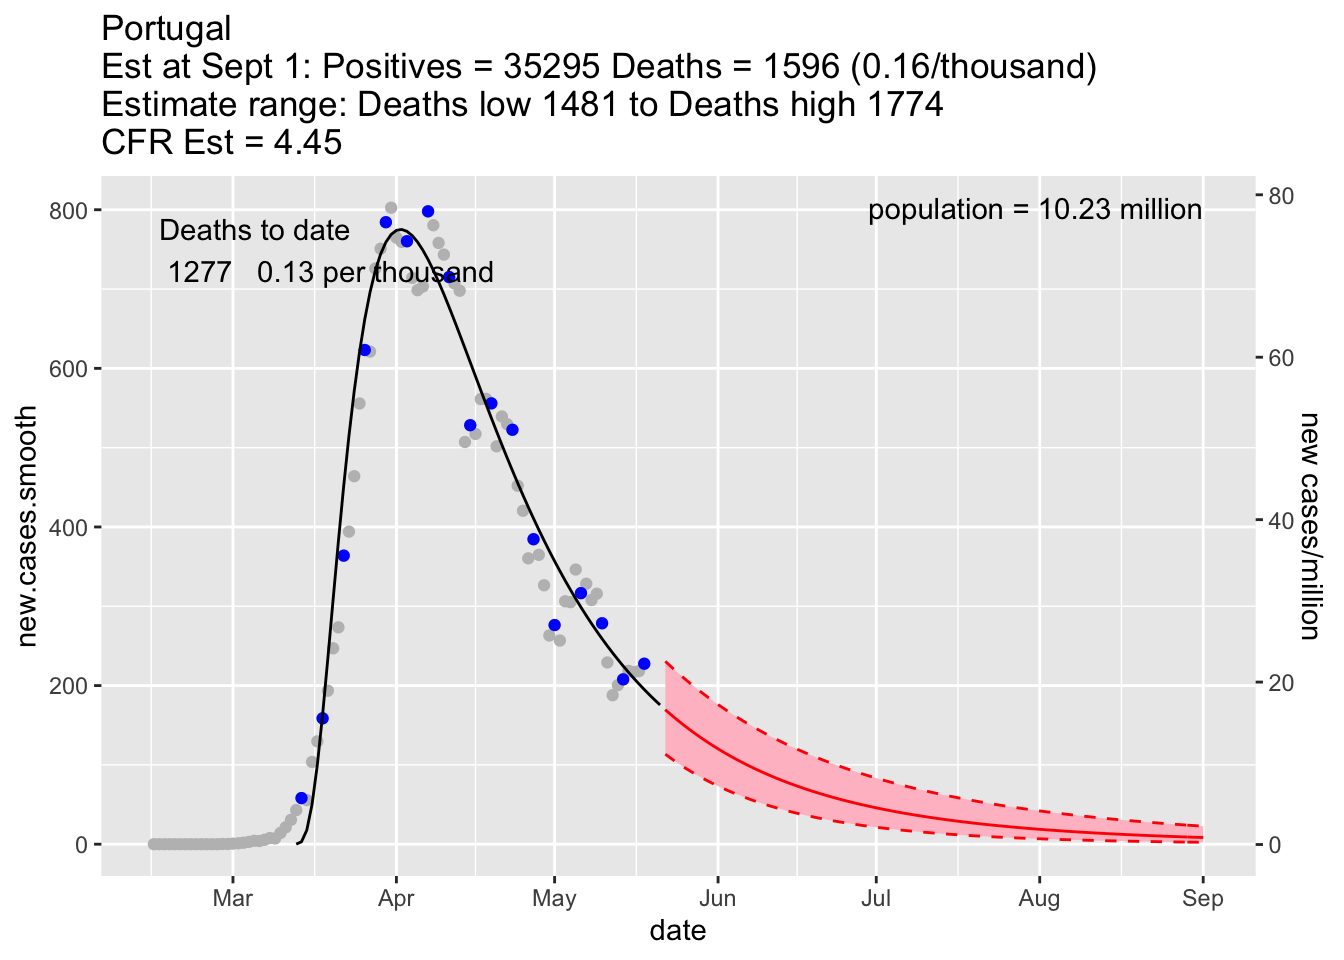 Portugal
Est at Sept 1: Positives = 35295 Deaths = 1596 (0.16/thousand)
Estimate range: Deaths low 1481 to Deaths high 1774
CFR Est = 4.45
Deaths to date
1277 0.13 per thousand
population = 10.23 million
800
600
400
200
0
new.cases.smooth
80
60
40
20
0
new cases/million
Mar Apr May Jun Jul Aug Sep
date